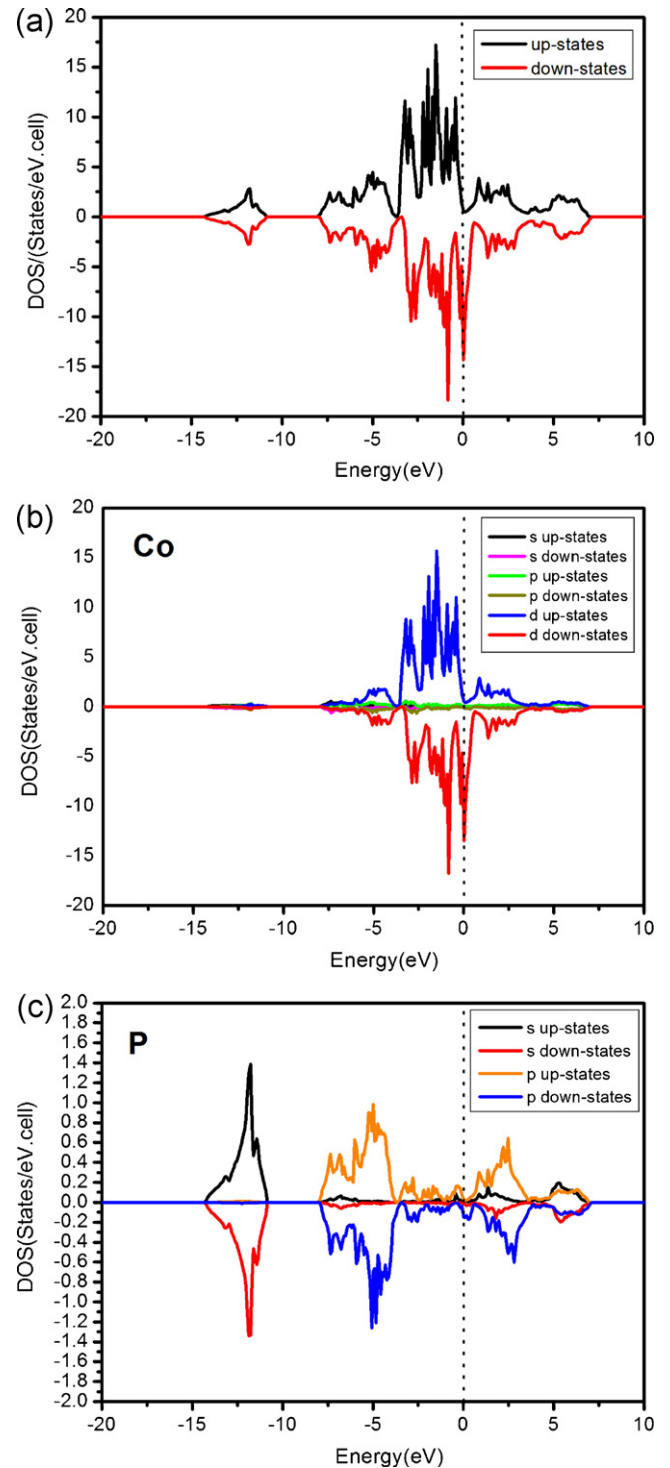 (a)
20
15
10
5
0
-5
-10
-15
-20
DOS/(States/eV.cell)
up-states
down-states
-20 -15 -10 -5 0 5 10
Energy(eV)
(b)
Co
20
15
10
5
0
-5
-10
-15
-20
DOS(States/eV.cell)
s up-states
s down-states
p up-states
p down-states
d up-states
d down-states
-20 -15 -10 -5 0 5 10
Energy(eV)
(c)
P
2.0
1.8
1.6
1.4
1.2
1.0
0.8
0.6
0.4
0.2
0.0
-0.2
-0.4
-0.6
-0.8
-1.0
-1.2
-1.4
-1.6
-1.8
-2.0
DOS(States/eV.cell)
s up-states
s down-states
p up-states
p down-states
-20 -15 -10 -5 0 5 10
Energy(eV)